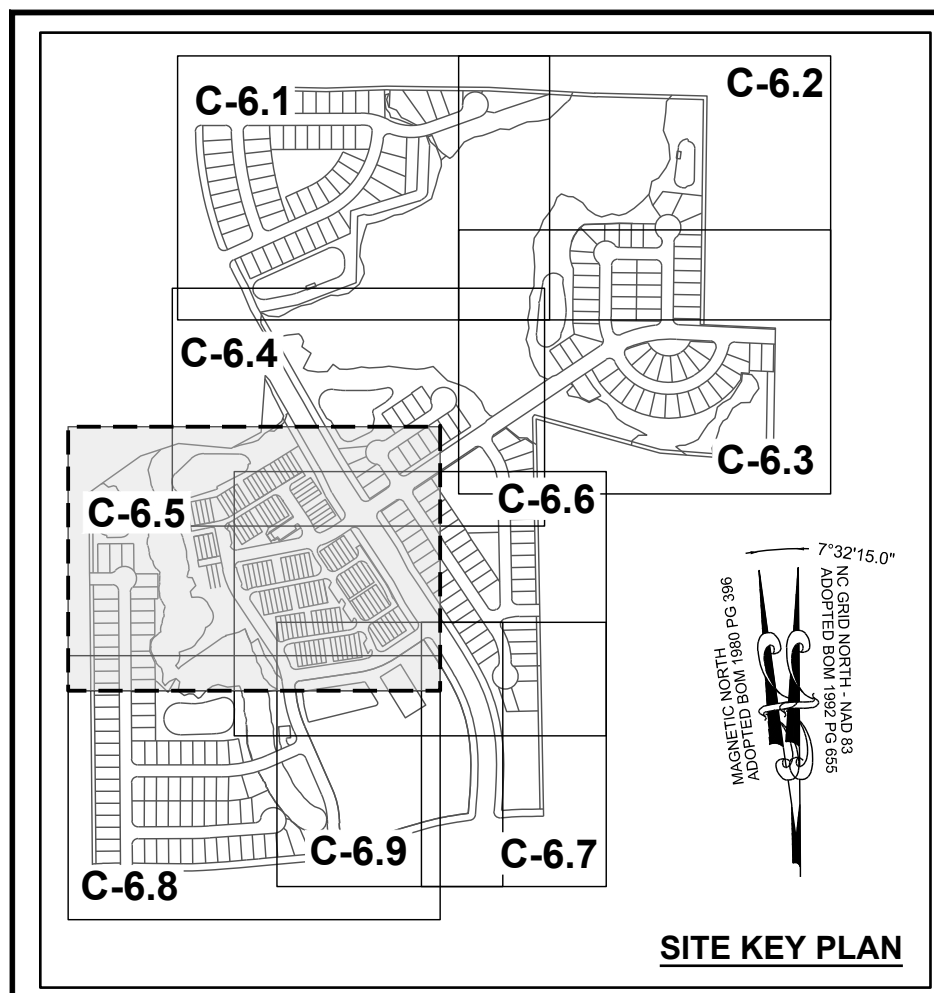 C-6.1
C-6.2
C-6.4
C-6.3
C-6.5
C-6.6
7°32'15.0"
MAGNETIC NORTH
ADOPTED BOM 1980 PG 396
NC GRID NORTH - NAD 83
ADOPTED BOM 1992 PG 655
C-6.9
C-6.7
C-6.8
SITE KEY PLAN